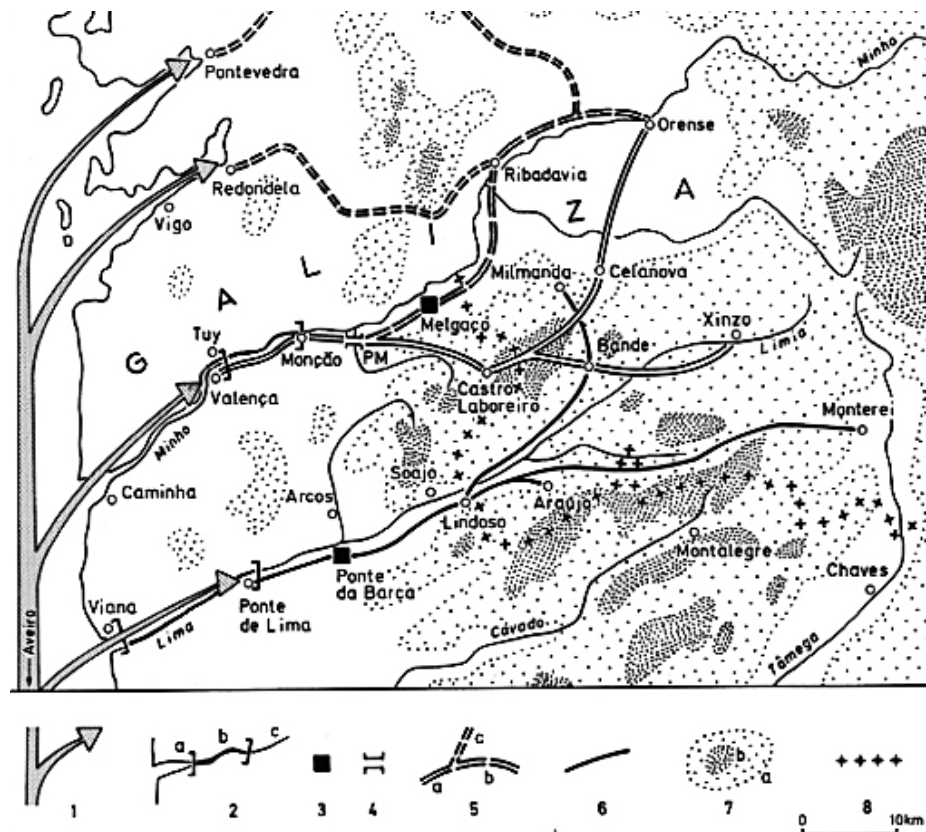 Pontevedra
Minho
Orense
Ribadavia
Redondela
Vigo
G A L
Z A
Milmanda
Celanova
Melgaço
Xinzo
Tuy
Bande
Límia
Monção
PM
Valença
Castro
Laboreiro
Monterei
Minho
Soajo
Caminha
Arcos
Araújo
Lindoso
Montalegre
Chaves
Viana
Ponte
da Barça
Ponte
de Lima
Lima
Aveiro
Cávado
Tâmega
a b c
c
a b
b
a
1 2 3 4 5 6 7 8
0 10km